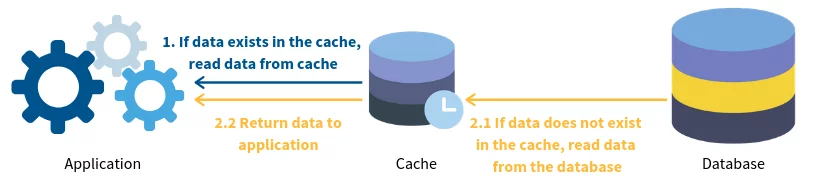 1. If data exists in the cache,
read data from cache
2.2 Return data to
application
2.1 If data does not exist
in the cache, read data
from the database
Application
Cache
Database